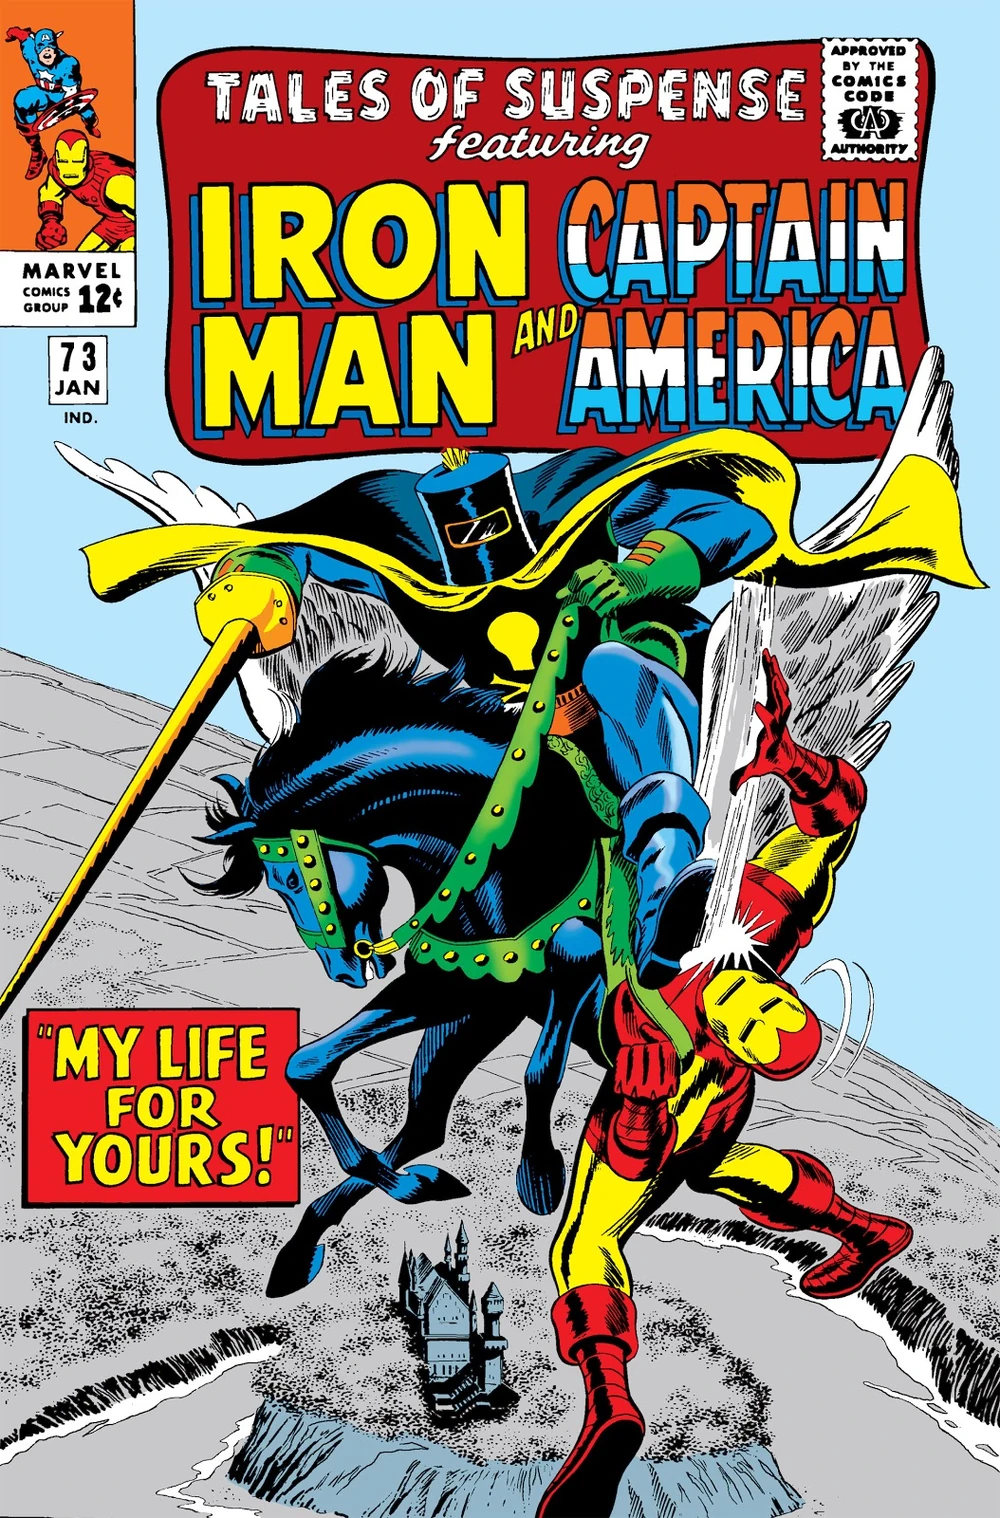 TALES OF SUSPENSE
featuring
IRON
MAN
AND
CAPTAIN
AMERICA
APPROVED
BY THE
COMICS
CODE
CA
AUTHORITY
MARVEL
COMICS
GROUP 12¢
73
JAN
IND.
"MY LIFE
FOR
YOURS!"